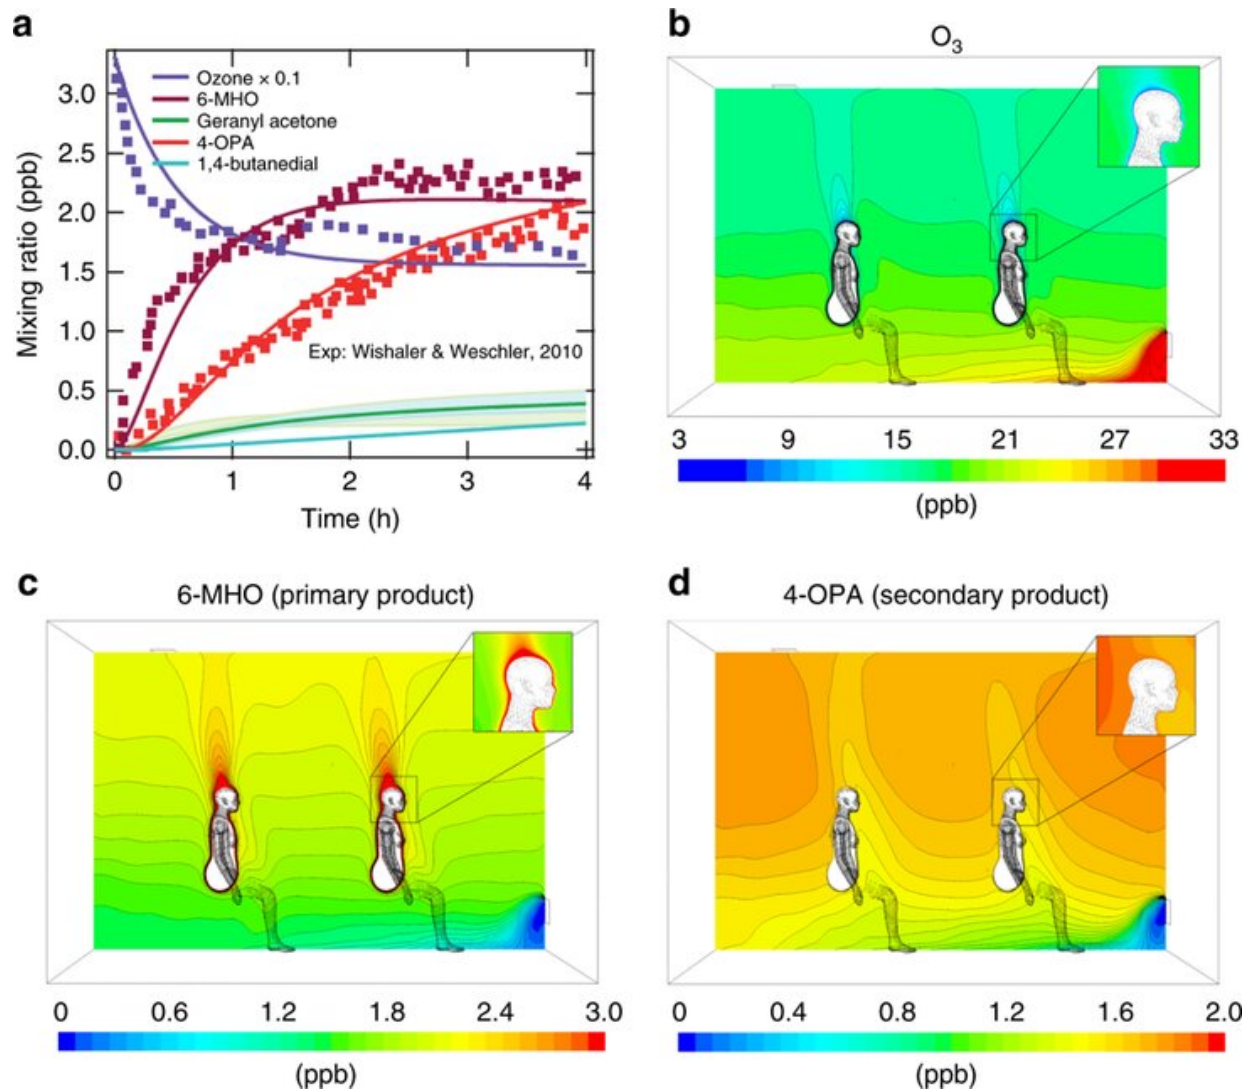 a
Mixing ratio (ppb)
3.0
2.5
2.0
1.5
1.0
0.5
0.0
Ozone × 0.1
6-MHO
Geranyl acetone
4-OPA
1,4-butanedial
Exp: Wishaler & Weschler, 2010
0 1 2 3 4
Time (h)
b
O₃
3 9 15 21 27 33
(ppb)
c
6-MHO (primary product)
0 0.6 1.2 1.8 2.4 3.0
(ppb)
d
4-OPA (secondary product)
0 0.4 0.8 1.2 1.6 2.0
(ppb)